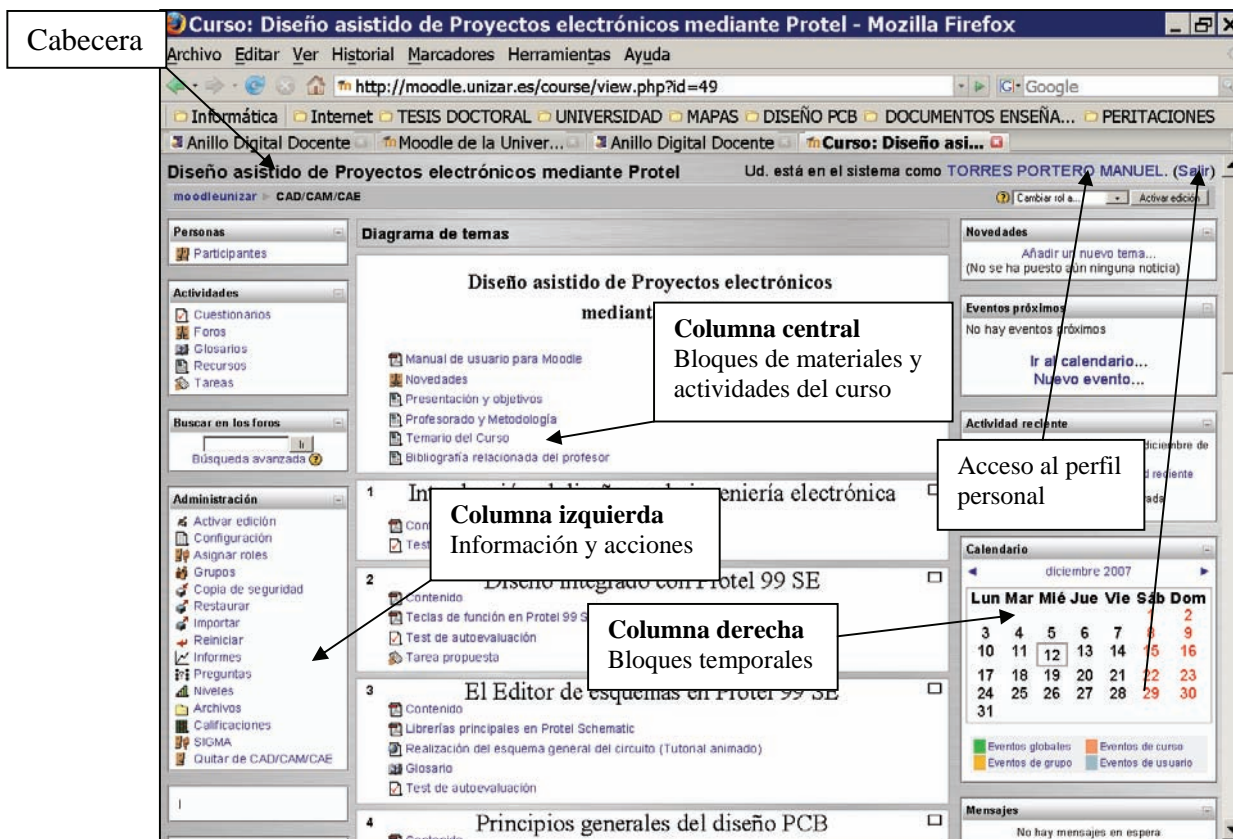 Cabecera
Curso: Diseño asistido de Proyectos electrónicos mediante Protel - Mozilla Firefox
Archivo Editar Ver Historial Marcadores Herramientas Ayuda
http://moodle.unizar.es/course/view.php?id=49
Google
Informática Internet TESIS DOCTORAL UNIVERSIDAD MAPAS DISEÑO PCB DOCUMENTOS ENSEÑA... PERITACIONES
Anillo Digital Docente Moodle de la Univer... Anillo Digital Docente Curso: Diseño asi...
Diseño asistido de Proyectos electrónicos mediante Protel Ud. está en el sistema como TORRES PORTERO MANUEL. (Salir)
moodleunizar CAD/CAM/CAE
Cambiar rol a... Activar edición
Personas
Participantes
Actividades
Cuestionarios
Foros
Glosarios
Recursos
Tareas
Buscar en los foros
Ir
Búsqueda avanzada
Administración
Activar edición
Configuración
Asignar roles
Grupos
Copia de seguridad
Restaurar
Importar
Reiniciar
Informes
Preguntas
Niveles
Archivos
Calificaciones
SIGMA
Quitar de CAD/CAM/CAE
Diagrama de temas
Diseño asistido de Proyectos electrónicos
mediant
Manual de usuario para Moodle
Novedades
Presentación y objetivos
Profesorado y Metodología
Temario del Curso
Bibliografía relacionada del profesor
Columna central
Bloques de materiales y
actividades del curso
1
eniería electrónica
Con
Test
Columna izquierda
Información y acciones
2 Diseño integrado con Protel 99 SE
Contenido
Teclas de función en Protel 99 S
Test de autoevaluación
Tarea propuesta
Columna derecha
Bloques temporales
3 El Editor de esquemas en Protel 99 SE
Contenido
Librerías principales en Protel Schematic
Realización del esquema general del circuito (Tutorial animado)
Glosario
Test de autoevaluación
4 Principios generales del diseño PCB
Contenido
Novedades
Añadir un nuevo tema...
(No se ha puesto aún ninguna noticia)
Eventos próximos
No hay eventos próximos
Ir al calendario...
Nuevo evento...
Actividad reciente
diciembre de
d reciente
ada
Acceso al perfil
personal
Calendario
diciembre 2007
Lun Mar Mié Jue Vie Sáb Dom
1 2
3 4 5 6 7 8 9
10 11 12 13 14 15 16
17 18 19 20 21 22 23
24 25 26 27 28 29 30
31
Eventos globales Eventos de curso
Eventos de grupo Eventos de usuario
Mensajes
No hay mensajes en espera